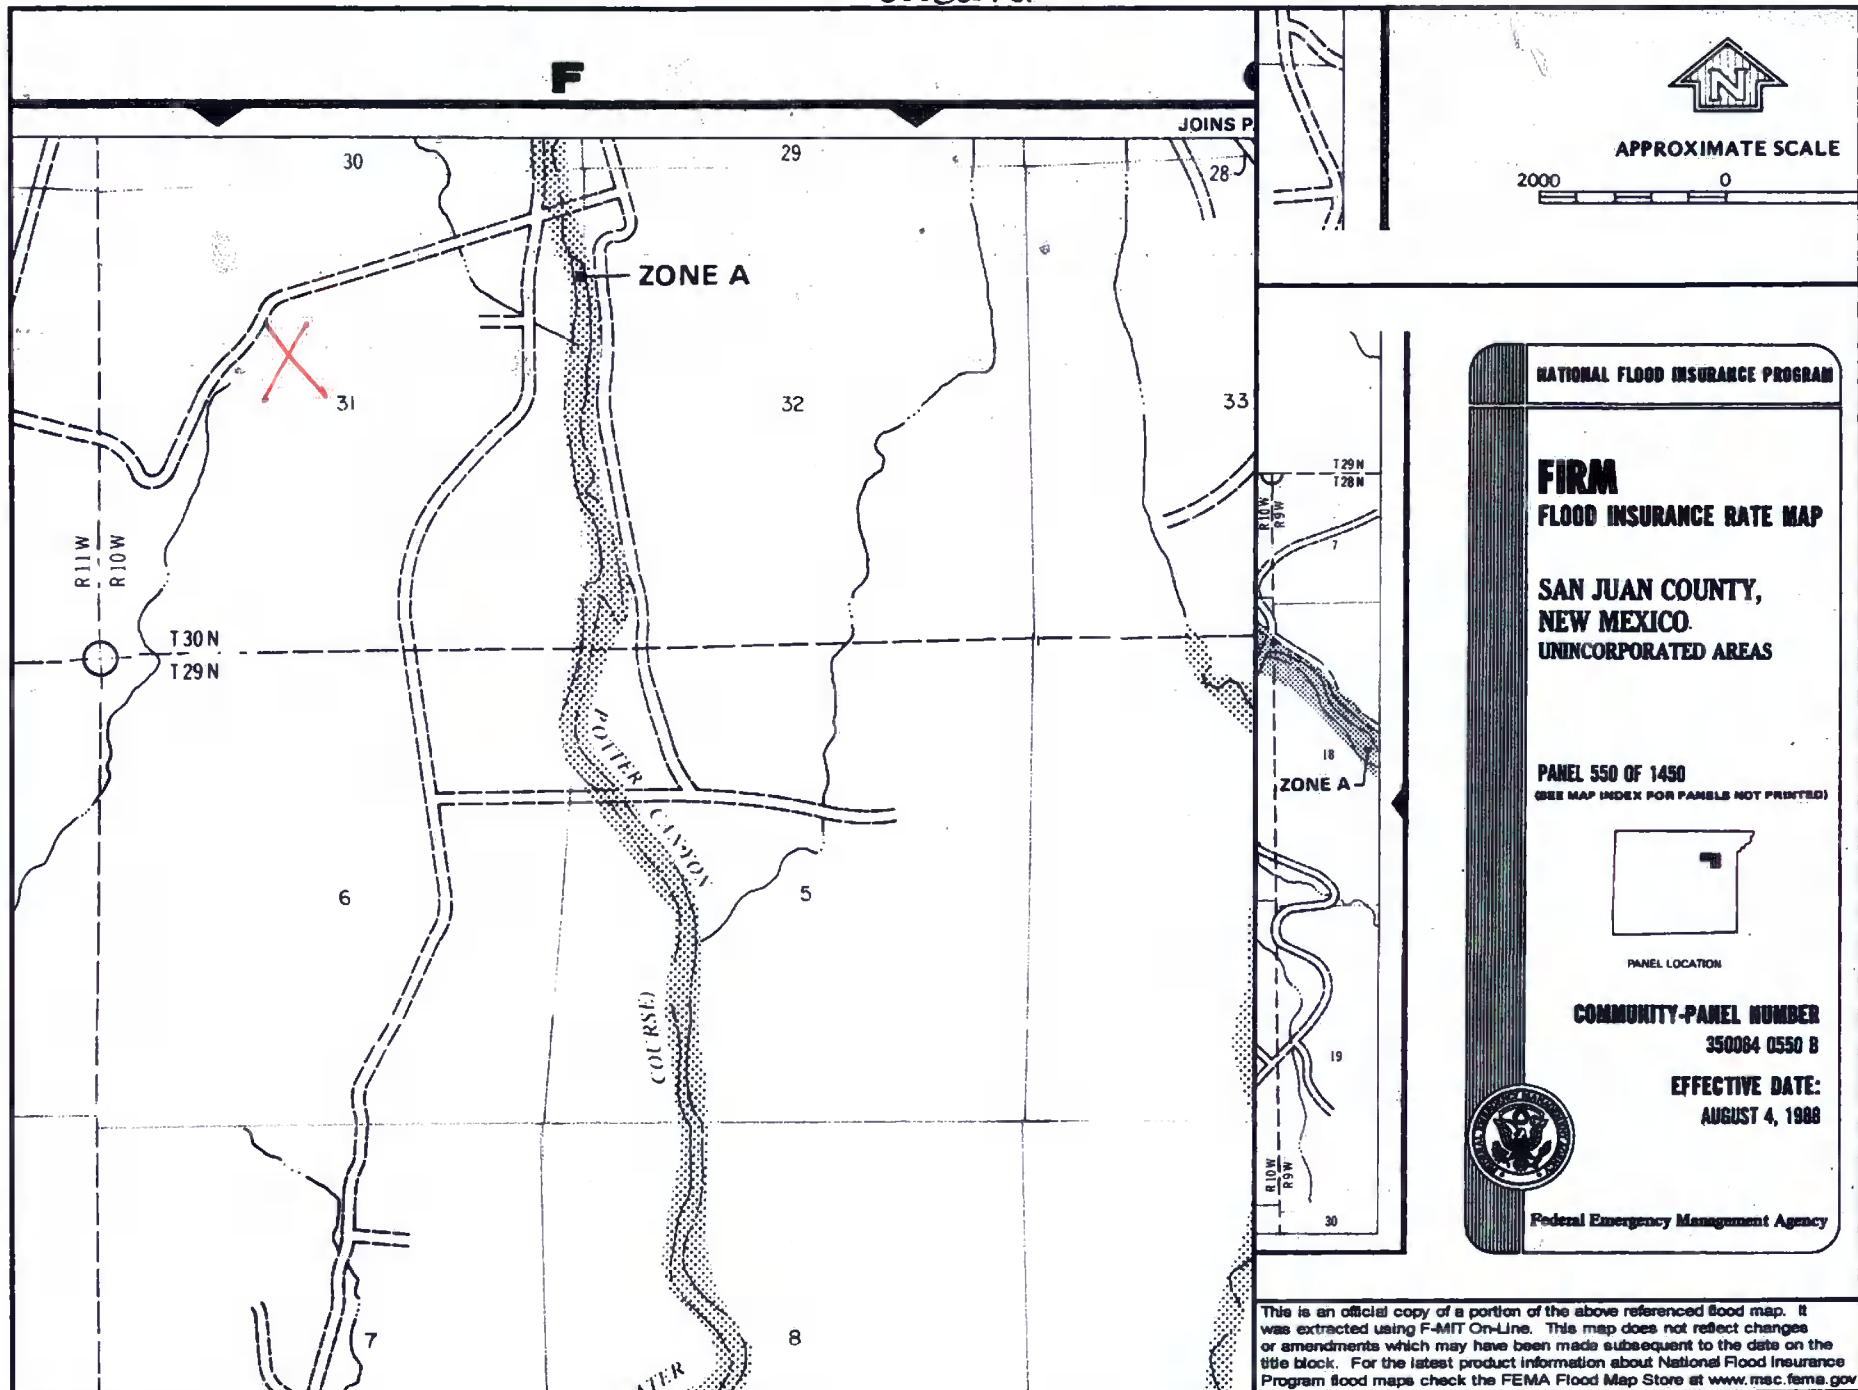 F
JOINS P
30
29
28
ZONE A
31
32
33
R11W
R10W
T30N
T29N
POTTER
CANYON
6
5
COURSE)
7
8
ATER
N
APPROXIMATE SCALE
2000 0
T29N
T28N
R10W
R9W
7
18
ZONE A
19
R10W
R9W
30
NATIONAL FLOOD INSURANCE PROGRAM
FIRM
FLOOD INSURANCE RATE MAP
SAN JUAN COUNTY,
NEW MEXICO
UNINCORPORATED AREAS
PANEL 550 OF 1450
(SEE MAP INDEX FOR PANELS NOT PRINTED)
PANEL LOCATION
COMMUNITY-PANEL NUMBER
350064 0550 B
EFFECTIVE DATE:
AUGUST 4, 1988
Federal Emergency Management Agency
This is an official copy of a portion of the above referenced flood map. It
was extracted using F-MIT On-Line. This map does not reflect changes
or amendments which may have been made subsequent to the date on the
title block. For the latest product information about National Flood Insurance
Program flood maps check the FEMA Flood Map Store at www.msc.fema.gov